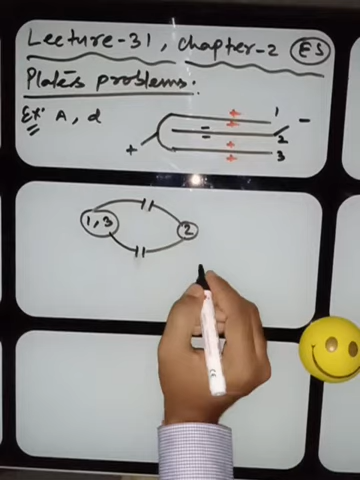 Lecture-31, chapter-2 ES
Plates problems.
Ex: A, d
+ + 1 -
= 2
+ + + 3
1, 3 2